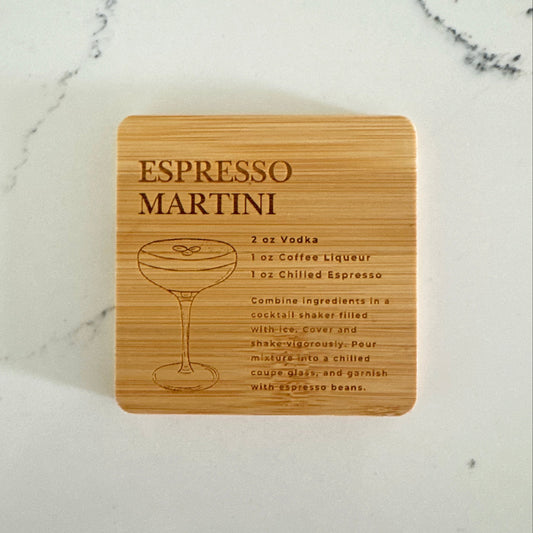 ESPRESSO
MARTINI
2 oz Vodka
1 oz Coffee Liqueur
1 oz Chilled Espresso
Combine ingredients in a
cocktail shaker filled
with ice. Cover and
shake vigorously. Pour
mixture into a chilled
coupe glass, and garnish
with espresso beans.